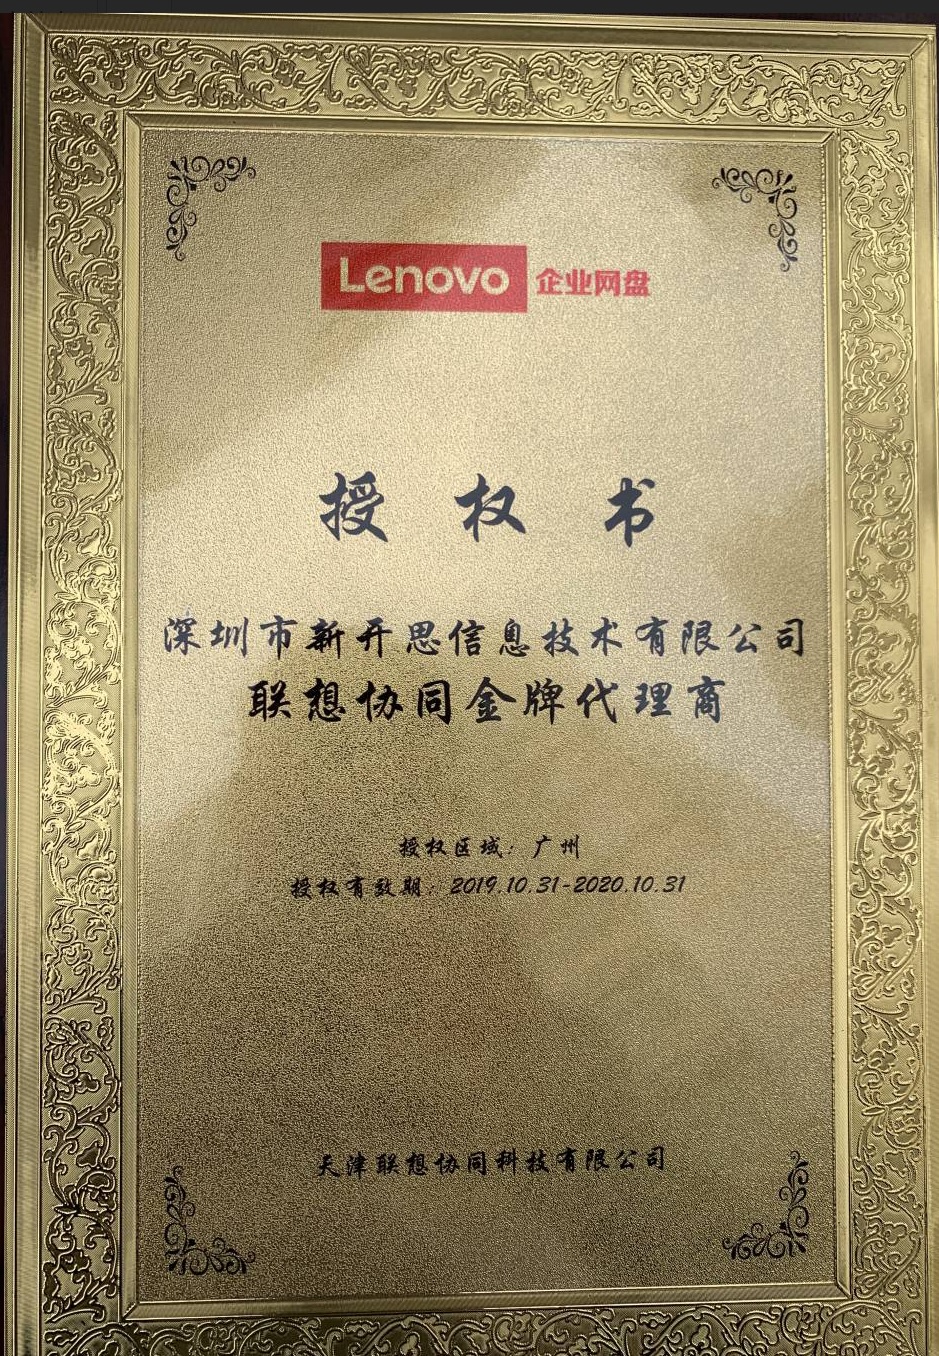 Lenovo 企业网盘
授权书
深圳市新开思信息技术有限公司
联想协同金牌代理商
授权区域：广州
授权有效期：2019.10.31-2020.10.31
天津联想协同科技有限公司